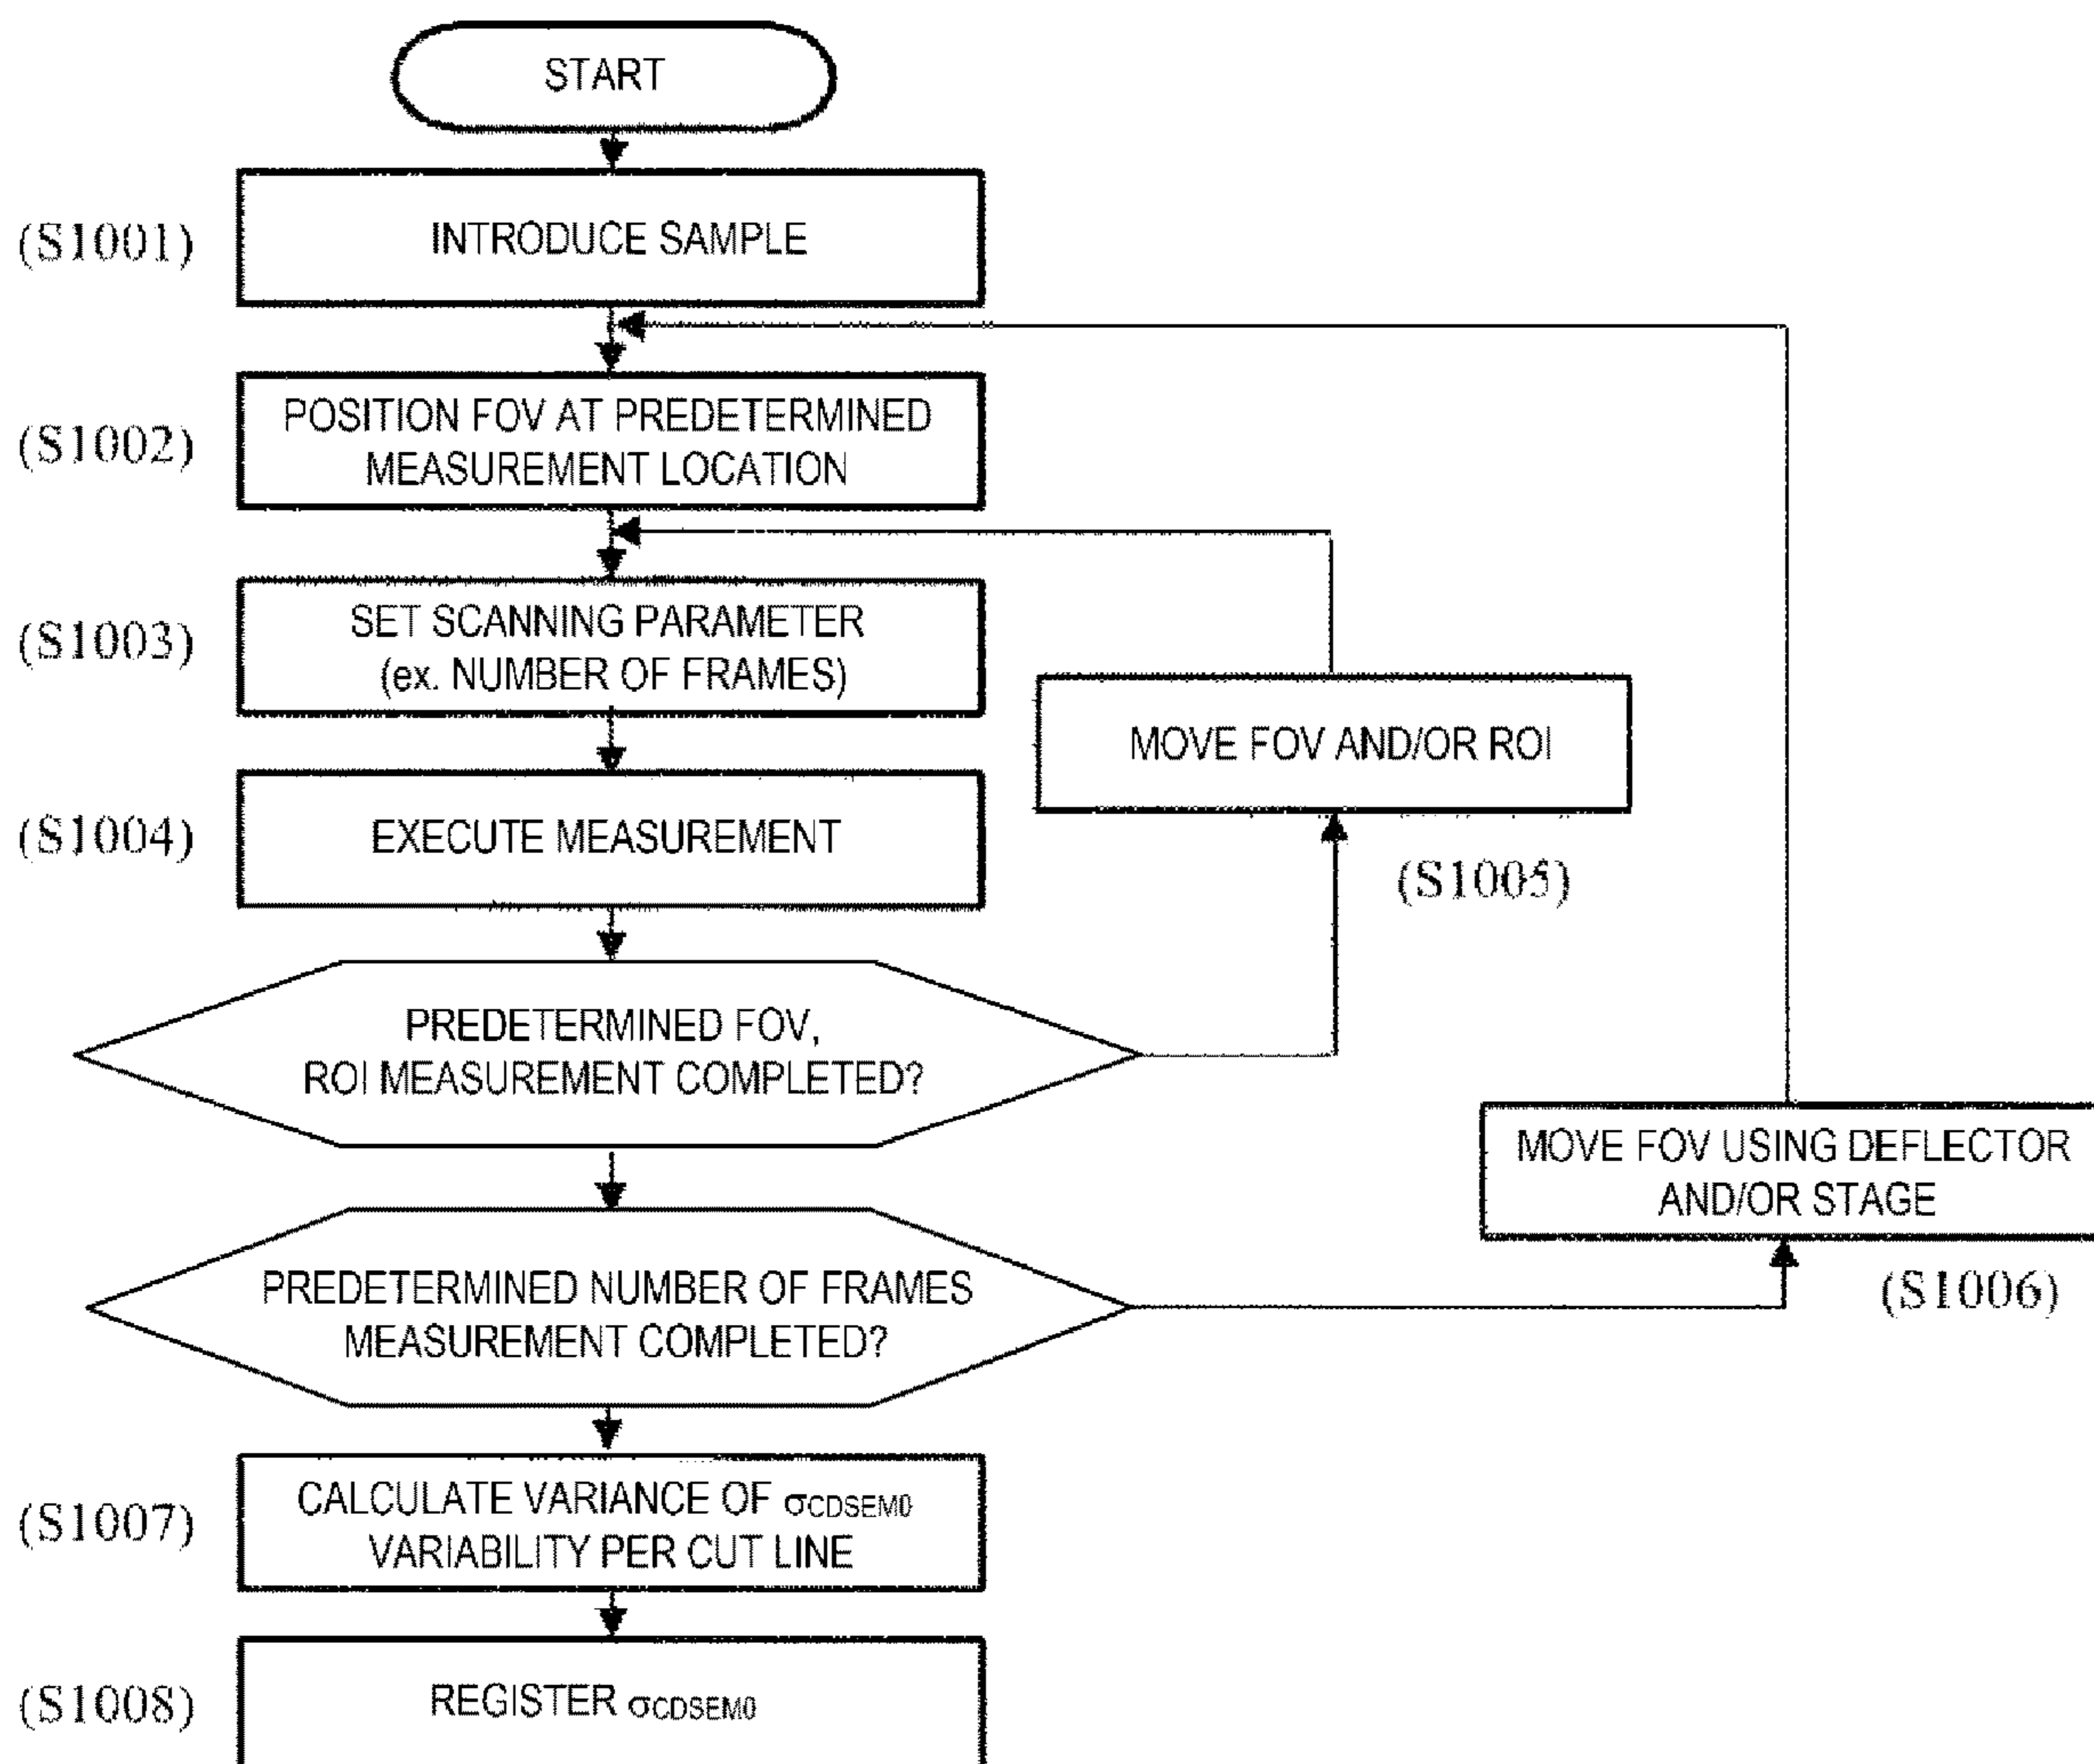 START
(S1001)
INTRODUCE SAMPLE
(S1002)
POSITION FOV AT PREDETERMINED
MEASUREMENT LOCATION
(S1003)
SET SCANNING PARAMETER
(ex. NUMBER OF FRAMES)
MOVE FOV AND/OR ROI
(S1005)
(S1004)
EXECUTE MEASUREMENT
PREDETERMINED FOV,
ROI MEASUREMENT COMPLETED?
MOVE FOV USING DEFLECTOR
AND/OR STAGE
(S1006)
PREDETERMINED NUMBER OF FRAMES
MEASUREMENT COMPLETED?
(S1007)
CALCULATE VARIANCE OF σCDSEM0
VARIABILITY PER CUT LINE
(S1008)
REGISTER σCDSEM0